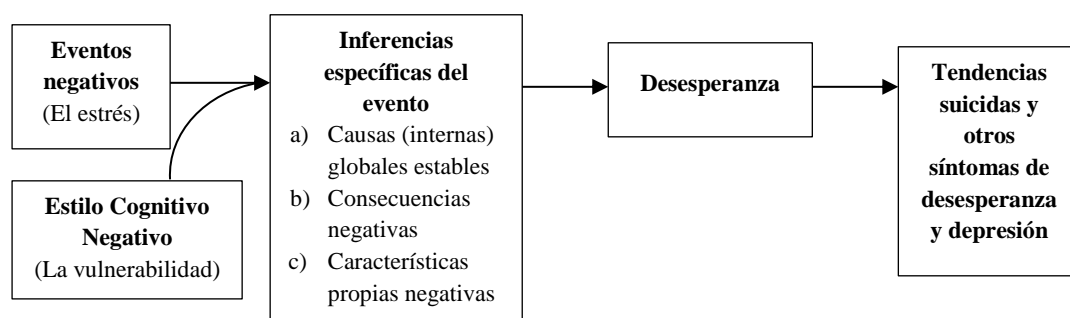 Eventos
negativos
(El estrés)
Estilo Cognitivo
Negativo
(La vulnerabilidad)
Inferencias
específicas del
evento
a) Causas (internas)
globales estables
b) Consecuencias
negativas
c) Características
propias negativas
Desesperanza
Tendencias
suicidas y
otros
síntomas de
desesperanza
y depresión